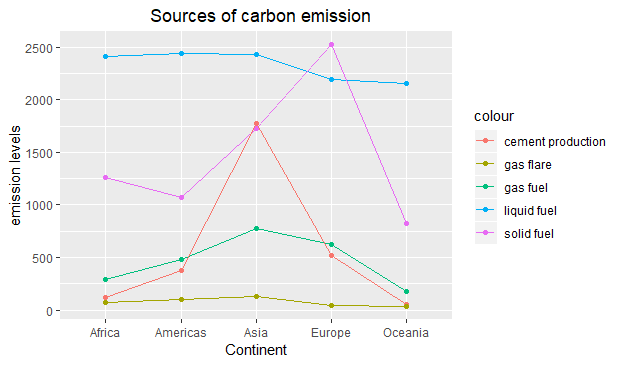 Sources of carbon emission
emission levels
2500
2000
1500
1000
500
0
Africa Americas Asia Europe Oceania
Continent
colour
cement production
gas flare
gas fuel
liquid fuel
solid fuel